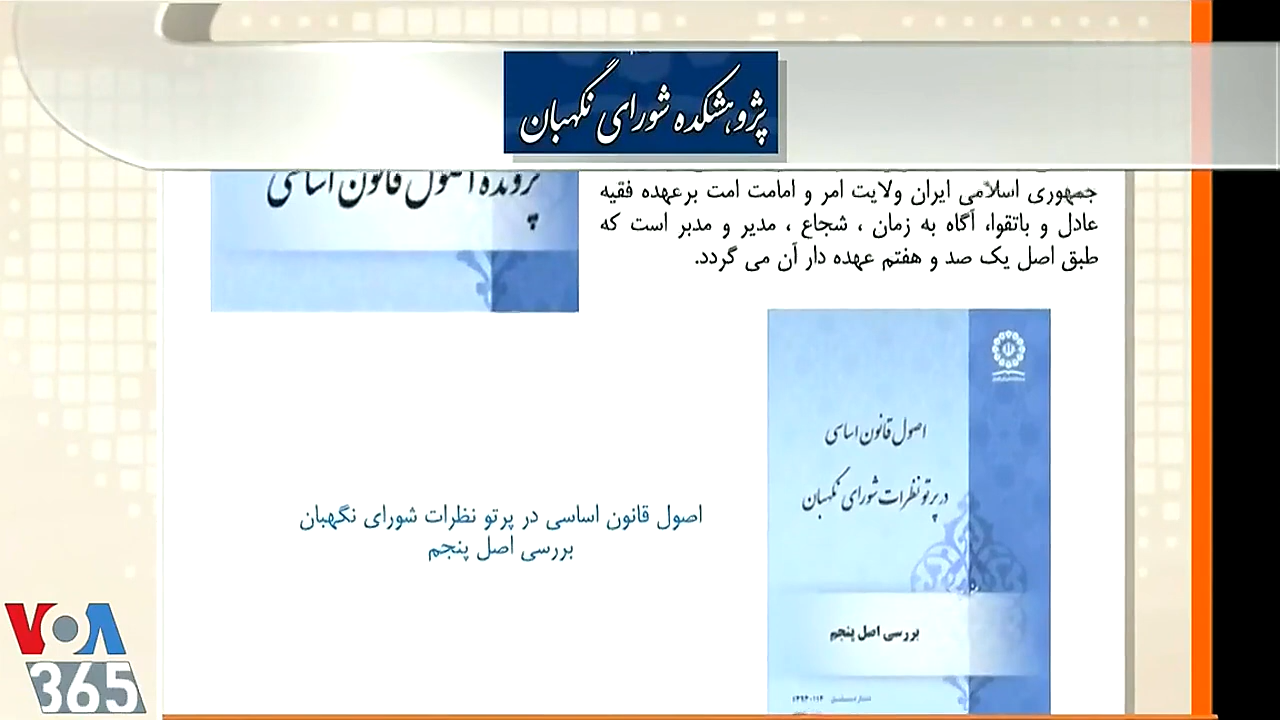 پژوهشکده شورای نگهبان
پرونده اصول قانون اساسی
جمهوری اسلامی ایران ولایت امر و امامت امت برعهده فقیه
عادل و باتقوا، آگاه به زمان ، شجاع ، مدیر و مدبر است که
طبق اصل یک صد و هفتم عهده دار آن می گردد.
اصول قانون اساسی
در پرتو نظرات شورای نگهبان
اصول قانون اساسی در پرتو نظرات شورای نگهبان
بررسی اصل پنجم
بررسی اصل پنجم
VOA
365